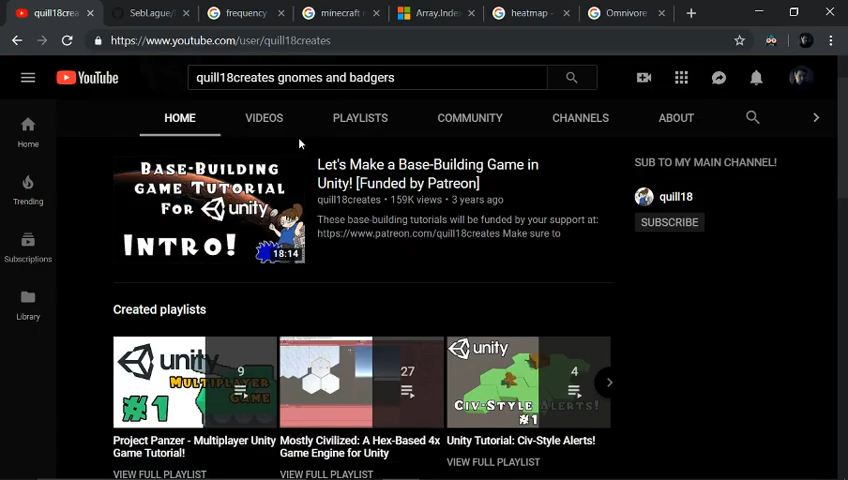 quill18crea
SebLague/
frequency
minecraft
Array.Inde
heatmap -
Omnivore
https://www.youtube.com/user/quill18creates
YouTube
quill18creates gnomes and badgers
HOME
VIDEOS
PLAYLISTS
COMMUNITY
CHANNELS
ABOUT
Home
Trending
Subscriptions
Library
BASE-BUILDING
GAME TUTORIAL
FOR unity
INTRO!
18:14
Let's Make a Base-Building Game in
Unity! [Funded by Patreon]
quill18creates • 159K views • 3 years ago
These base-building tutorials will be funded by your support at:
https://www.patreon.com/quill18creates Make sure to
SUB TO MY MAIN CHANNEL!
quill18
SUBSCRIBE
Created playlists
unity
MULTIPLAYER
GAME
#1
9
27
unity
CIV-STYLE ALERTS!
#1
4
Project Panzer - Multiplayer Unity
Game Tutorial!
VIEW FULL PLAYLIST
Mostly Civilized: A Hex-Based 4x
Game Engine for Unity
VIEW FULL PLAYLIST
Unity Tutorial: Civ-Style Alerts!
VIEW FULL PLAYLIST